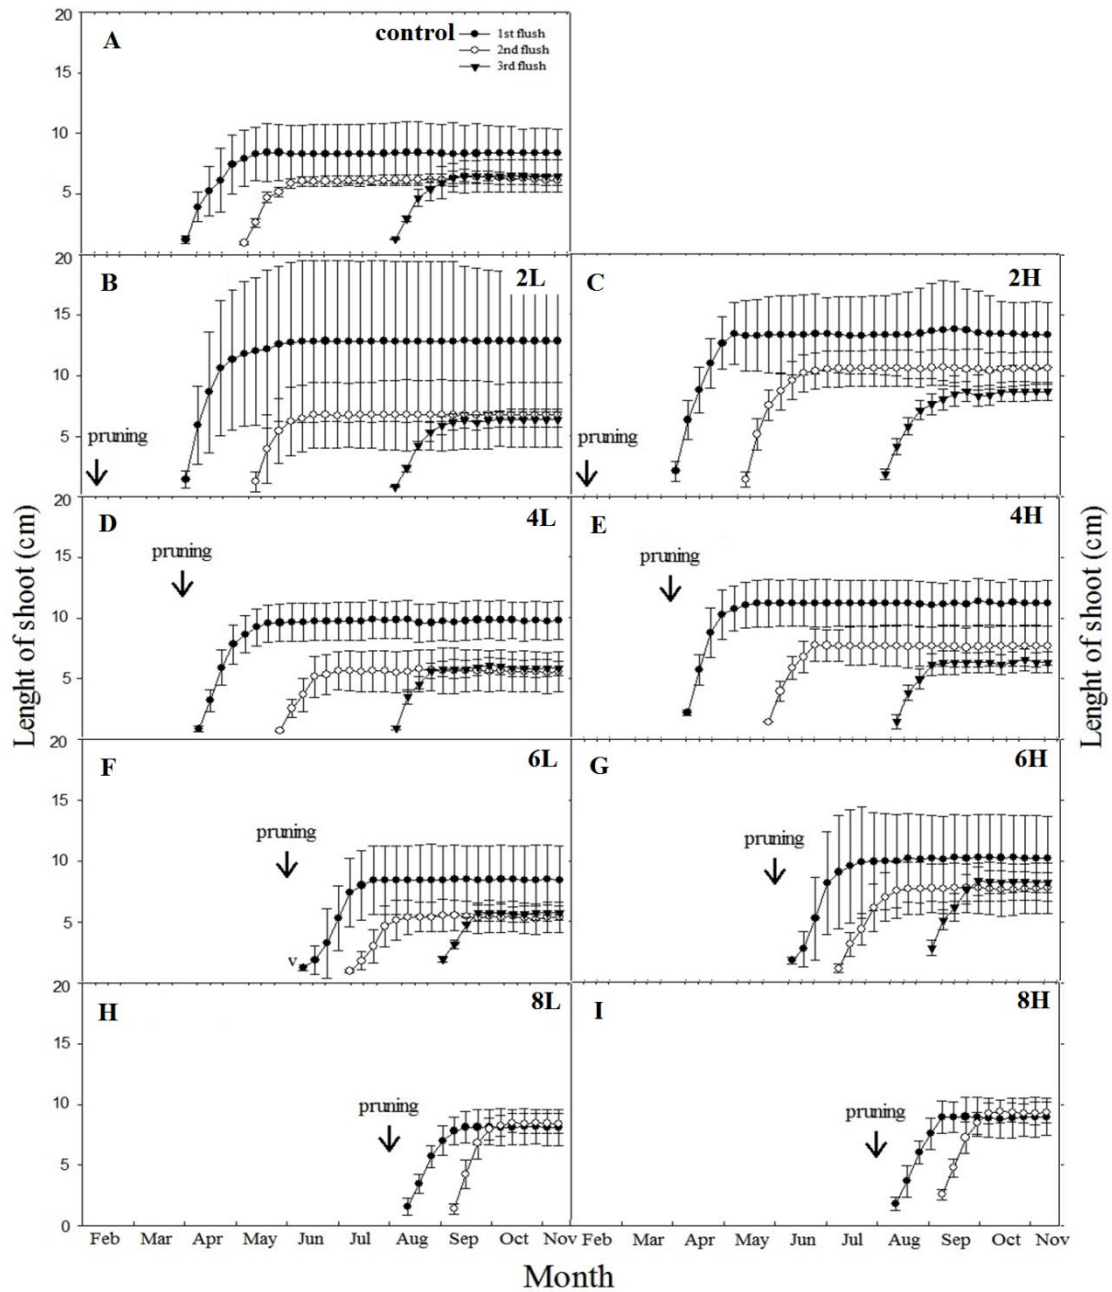 20
A
control
1st flush
2nd flush
3rd flush
15
10
5
20
B
2L
C
2H
15
10
5
pruning
pruning
20
D
4L
E
4H
15
pruning
pruning
10
5
Lenght of shoot (cm)
Lenght of shoot (cm)
20
F
6L
G
6H
15
pruning
pruning
10
5
v
20
H
8L
I
8H
15
10
pruning
pruning
5
0
Feb Mar Apr May Jun Jul Aug Sep Oct Nov Feb Mar Apr May Jun Jul Aug Sep Oct Nov
Month